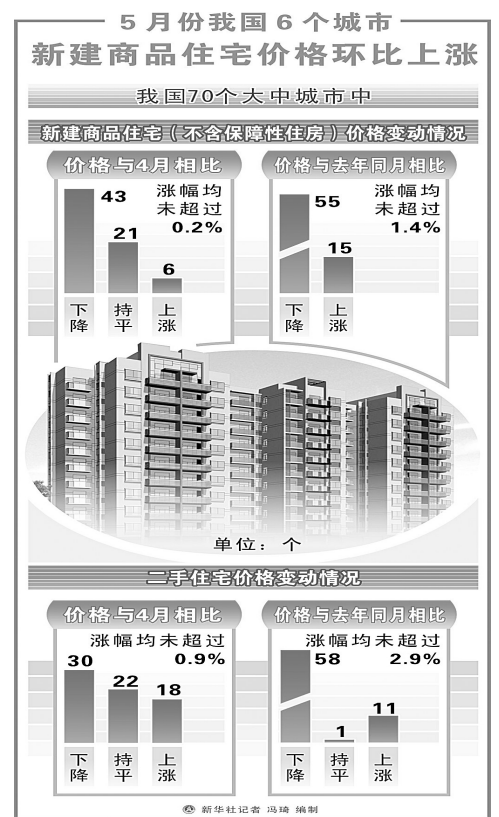 5月份我国6个城市
新建商品住宅价格环比上涨
我国70个大中城市中
新建商品住宅（不含保障性住房）价格变动情况
价格与4月相比
涨幅均
未超过
0.2%
43
21
6
下降
持平
上涨
价格与去年同月相比
涨幅均
未超过
1.4%
55
15
下降
上涨
单位：个
二手住宅价格变动情况
价格与4月相比
涨幅均未超过
0.9%
30
22
18
下降
持平
上涨
价格与去年同月相比
涨幅均未超过
2.9%
58
1
11
下降
持平
上涨
新华社记者 冯琦 编制